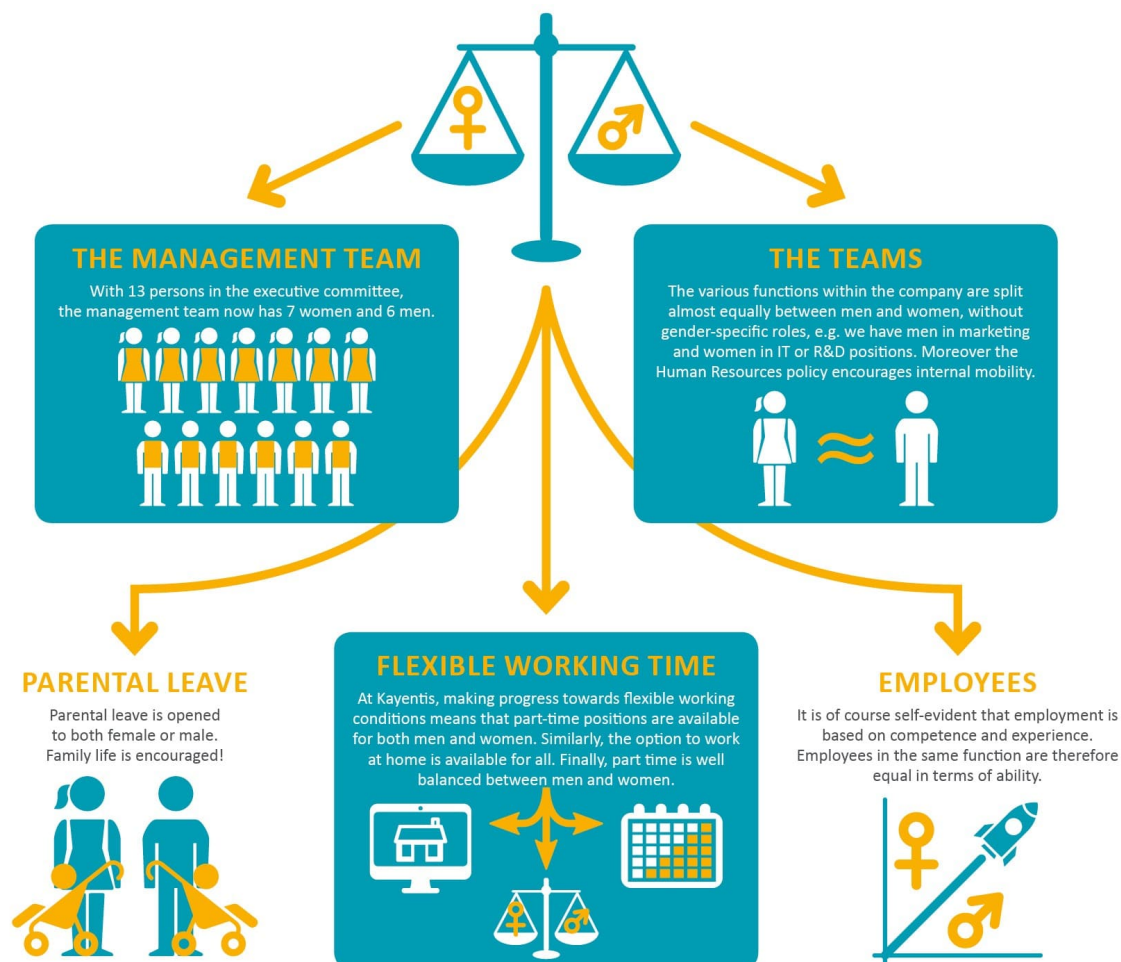 THE MANAGEMENT TEAM
With 13 persons in the executive committee,
the management team now has 7 women and 6 men.
THE TEAMS
The various functions within the company are split
almost equally between men and women, without
gender-specific roles, e.g. we have men in marketing
and women in IT or R&D positions. Moreover the
Human Resources policy encourages internal mobility.
PARENTAL LEAVE
Parental leave is opened
to both female or male.
Family life is encouraged!
FLEXIBLE WORKING TIME
At Kayentis, making progress towards flexible working
conditions means that part-time positions are available
for both men and women. Similarly, the option to work
at home is available for all. Finally, part time is well
balanced between men and women.
EMPLOYEES
It is of course self-evident that employment is
based on competence and experience.
Employees in the same function are therefore
equal in terms of ability.